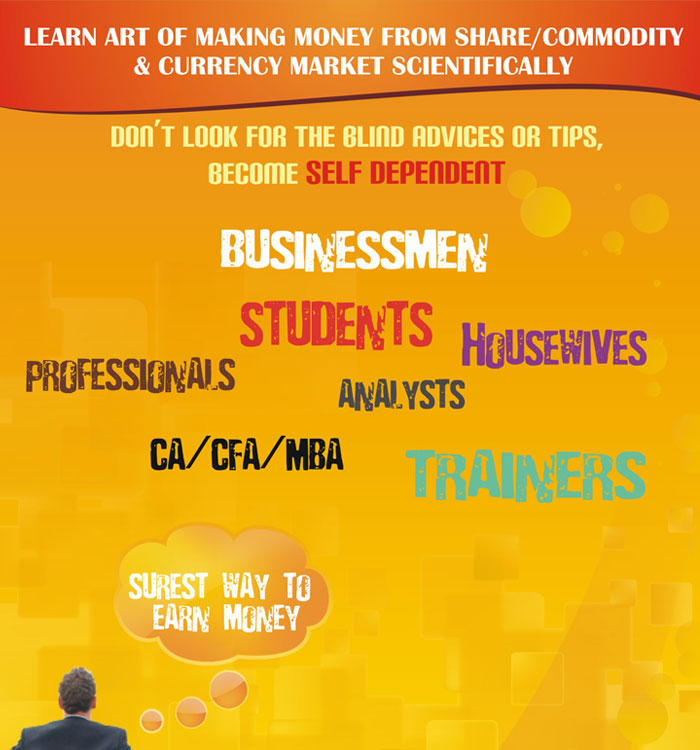 LEARN ART OF MAKING MONEY FROM SHARE/COMMODITY
& CURRENCY MARKET SCIENTIFICALLY
DON'T LOOK FOR THE BLIND ADVICES OR TIPS,
BECOME SELF DEPENDENT
BUSINESSMEN
STUDENTS
HOUSEWIVES
PROFESSIONALS
ANALYSTS
CA/CFA/MBA
TRAINERS
SUREST WAY TO
EARN MONEY